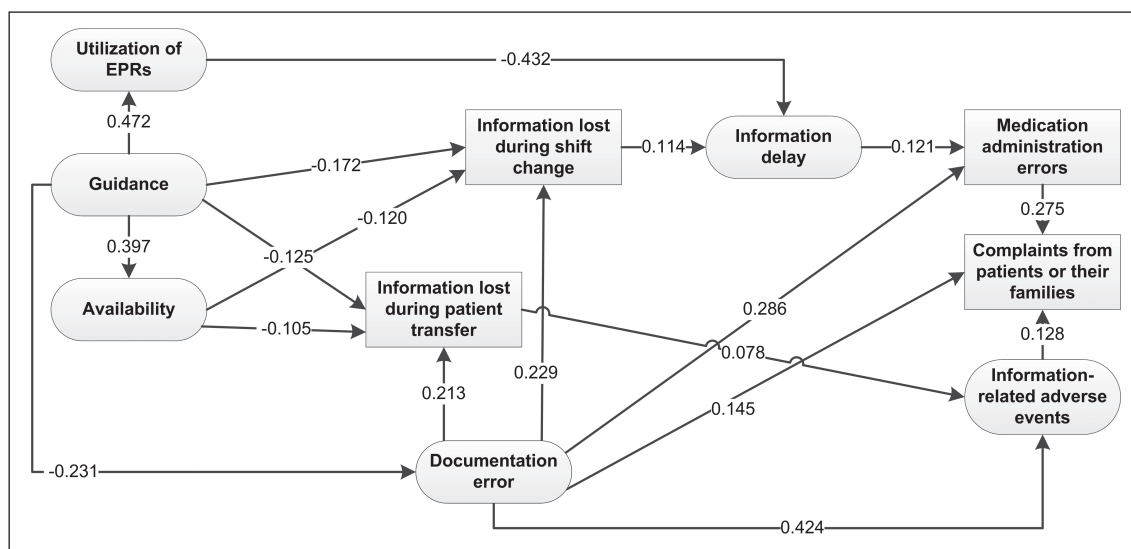 Utilization of
EPRs
-0.432
0.472
Information lost
during shift
change
0.114
Information
delay
0.121
Medication
administration
errors
Guidance
-0.172
-0.120
0.275
0.397
-0.125
Complaints from
patients or their
families
Availability
-0.105
Information lost
during patient
transfer
0.286
0.078
0.128
0.213
0.229
0.145
Information-
related adverse
events
-0.231
Documentation
error
0.424